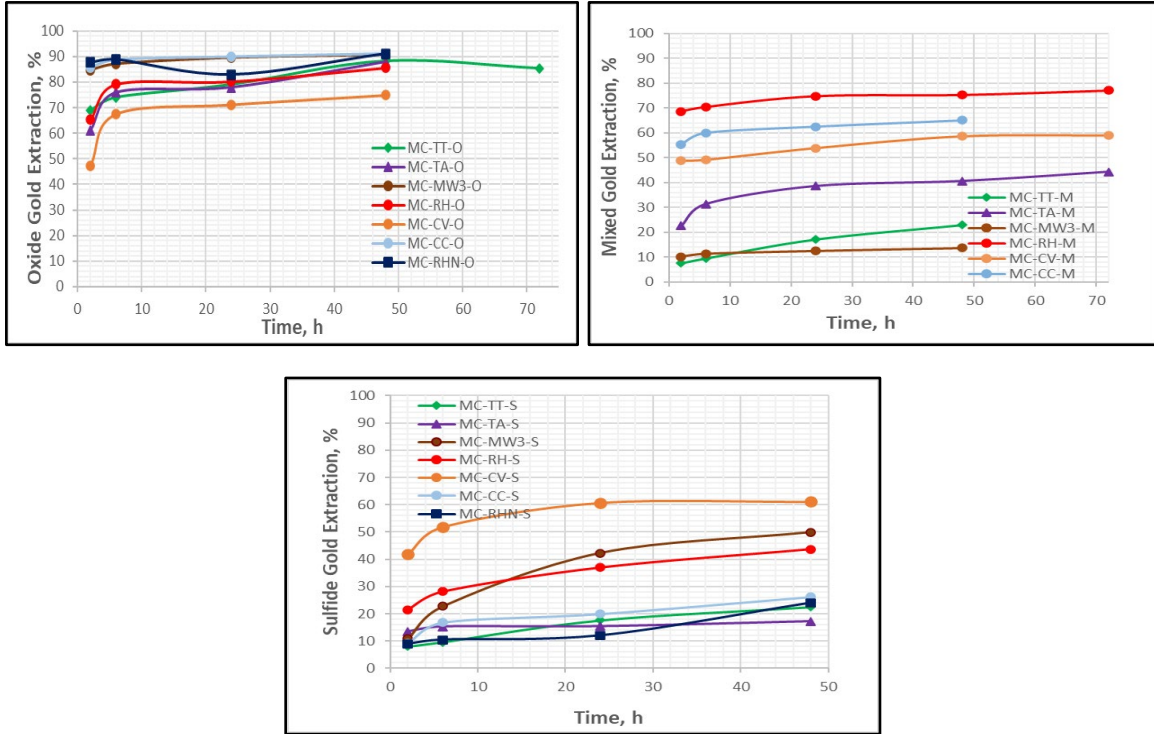 Oxide Gold Extraction, %
100
90
80
70
60
50
40
30
20
10
0
MC-TT-O
MC-TA-O
MC-MW3-O
MC-RH-O
MC-CV-O
MC-CC-O
MC-RHN-O
0 10 20 30 40 50 60 70
Time, h
Mixed Gold Extraction, %
100
90
80
70
60
50
40
30
20
10
0
MC-TT-M
MC-TA-M
MC-MW3-M
MC-RH-M
MC-CV-M
MC-CC-M
0 10 20 30 40 50 60 70
Time, h
Sulfide Gold Extraction, %
100
90
80
70
60
50
40
30
20
10
0
MC-TT-S
MC-TA-S
MC-MW3-S
MC-RH-S
MC-CV-S
MC-CC-S
MC-RHN-S
0 10 20 30 40 50
Time, h